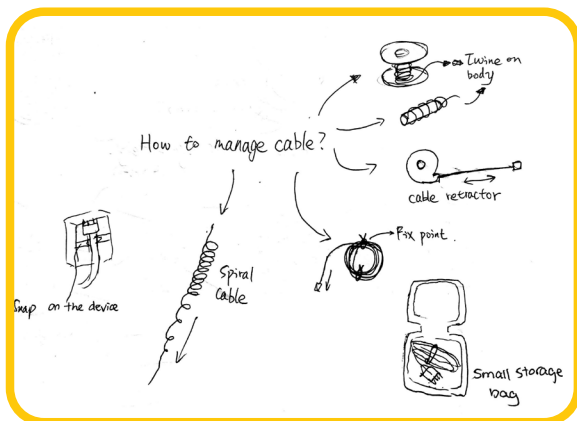 Twine on
body
How to manage cable?
cable retractor
Fix point.
Spiral
Cable
Snap on the device
Small storage
bag